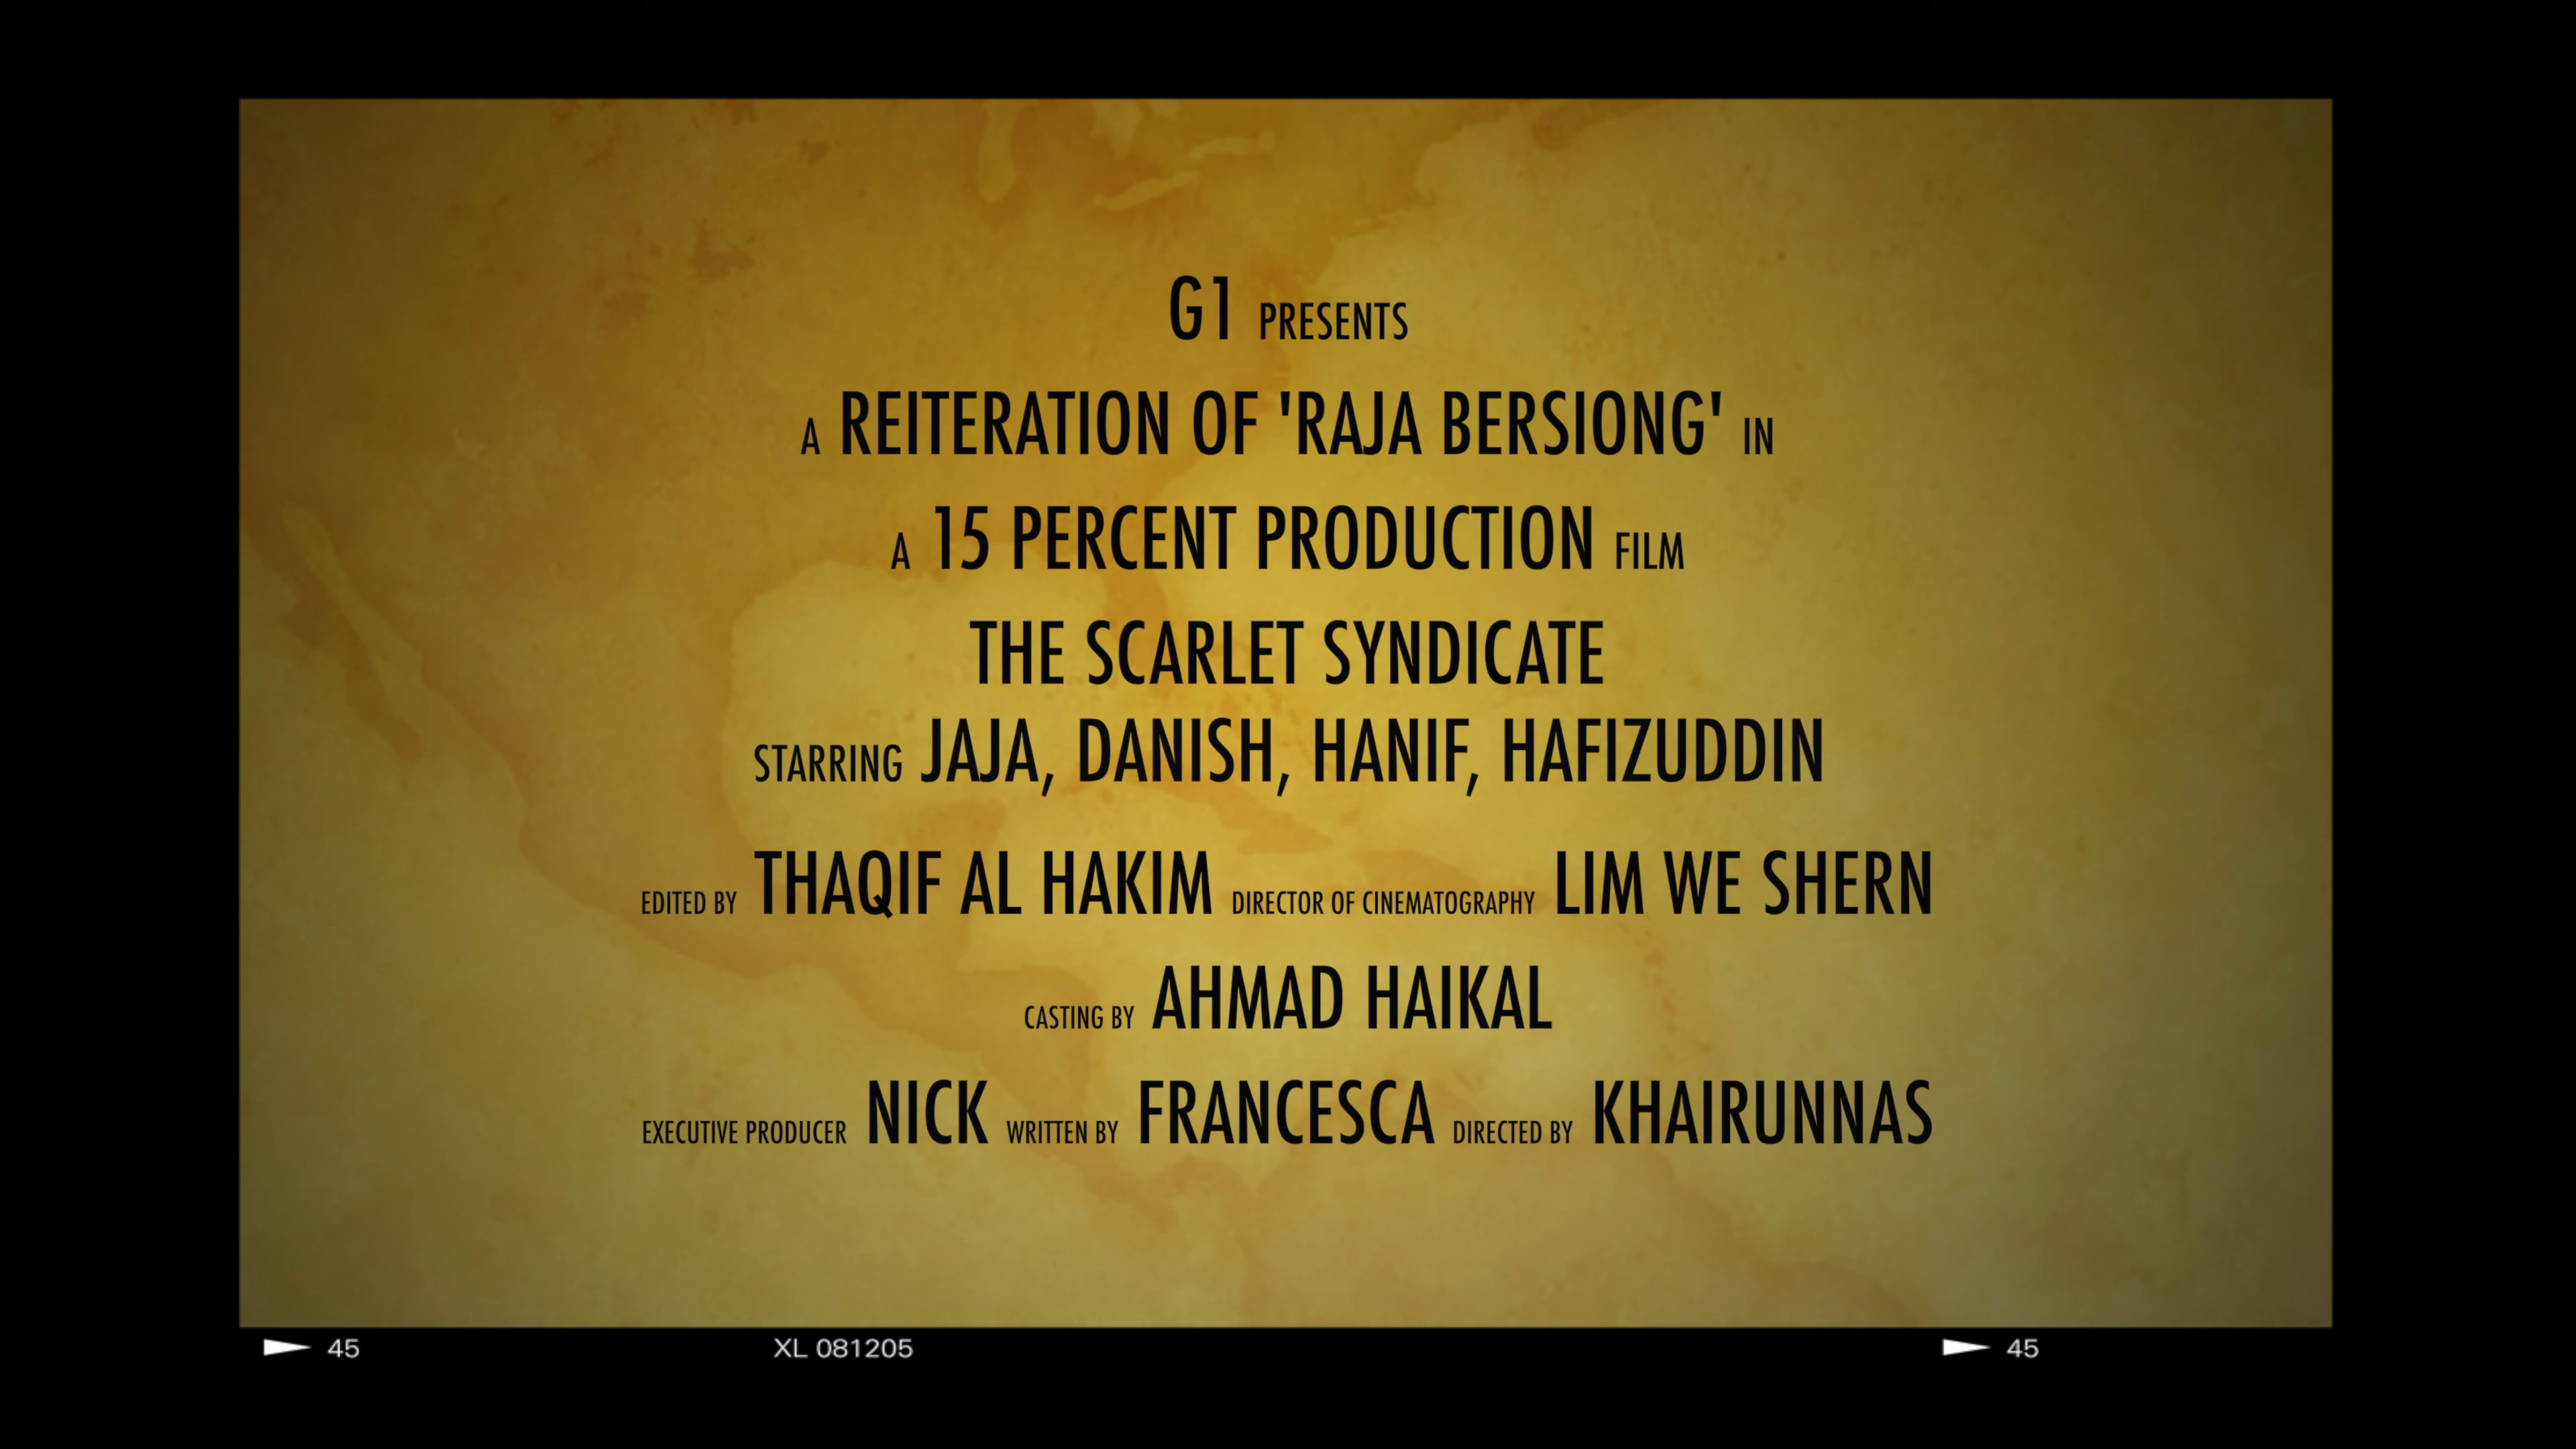 G1 PRESENTS
A REITERATION OF 'RAJA BERSIONG' IN
A 15 PERCENT PRODUCTION FILM
THE SCARLET SYNDICATE
STARRING JAJA, DANISH, HANIF, HAFIZUDDIN
EDITED BY THAQIF AL HAKIM DIRECTOR OF CINEMATOGRAPHY LIM WE SHERN
CASTING BY AHMAD HAIKAL
EXECUTIVE PRODUCER NICK WRITTEN BY FRANCESCA DIRECTED BY KHAIRUNNAS
45 XL 081205 45